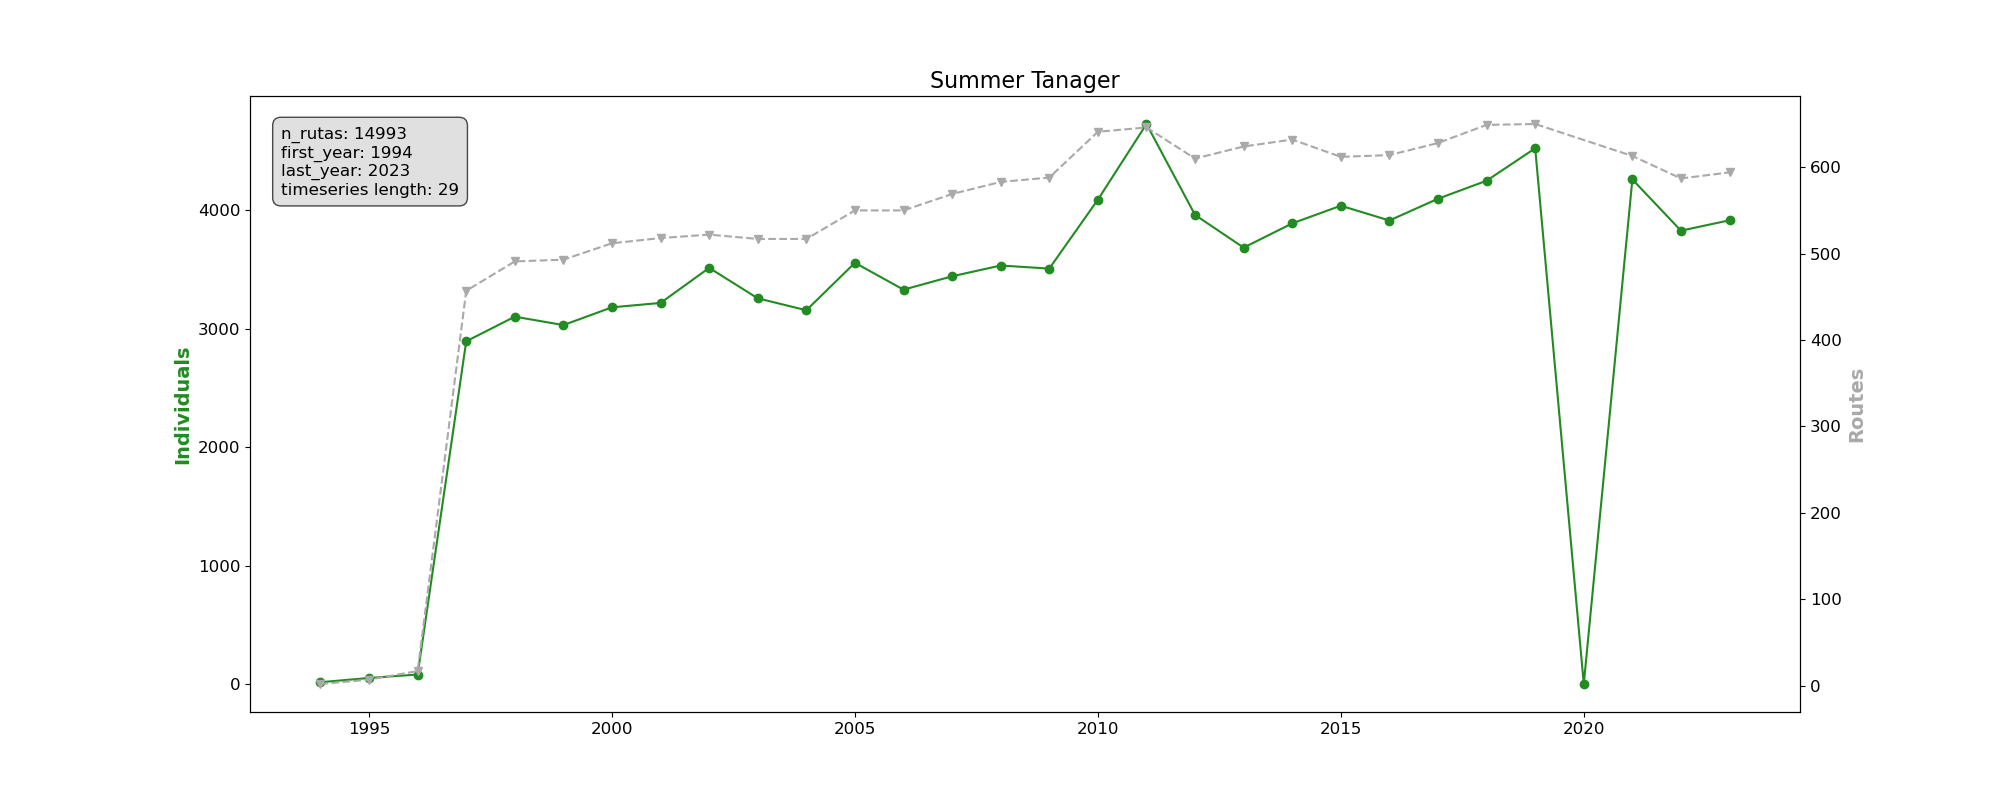 Summer Tanager
n_rutas: 14993
first_year: 1994
last_year: 2023
timeseries length: 29
Individuals
4000
3000
2000
1000
0
600
500
400
300
200
100
0
Routes
1995 2000 2005 2010 2015 2020